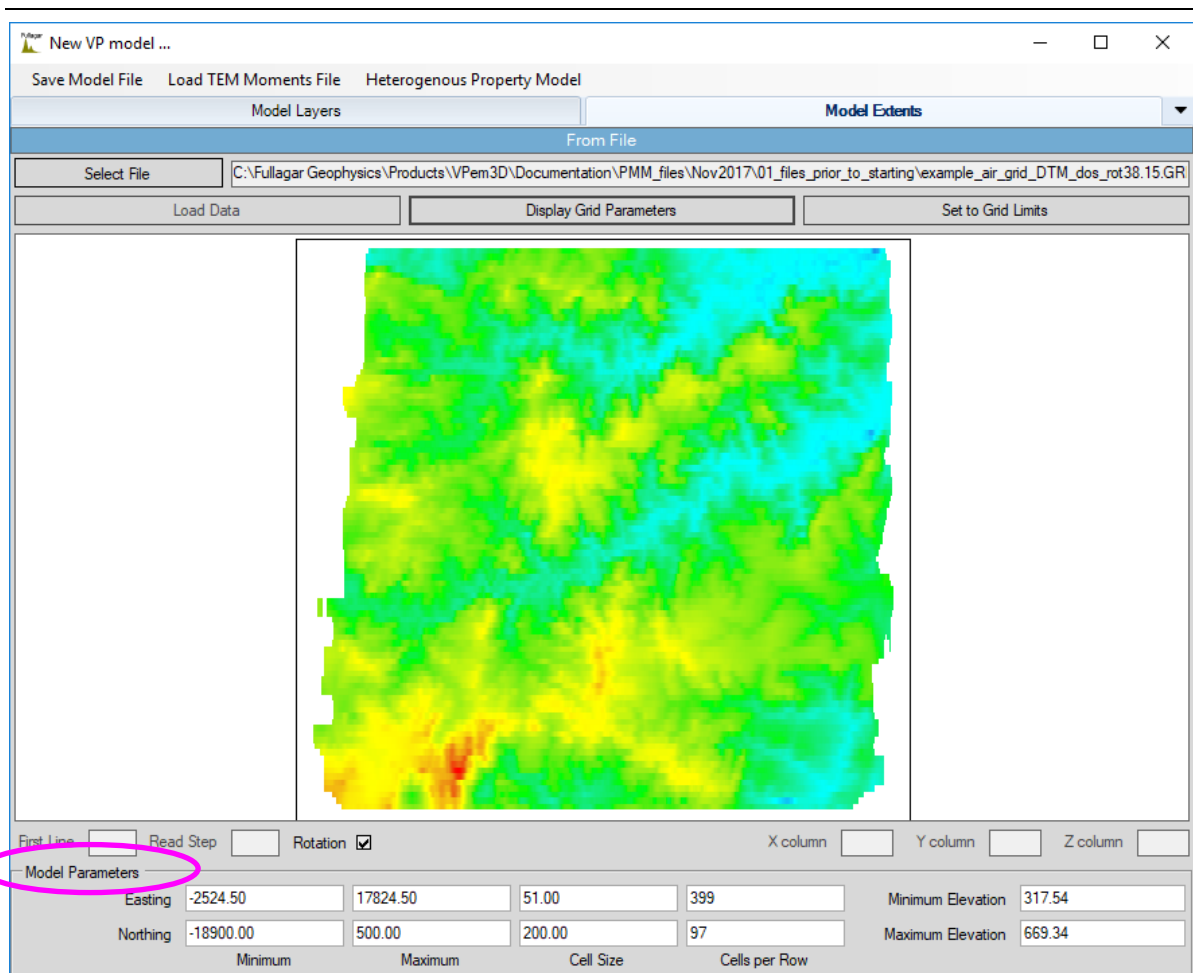 Fullagar
New VP model ...
Save Model File Load TEM Moments File Heterogenous Property Model
Model Layers Model Extents
From File
Select File C:\Fullagar Geophysics\Products\VPem3D\Documentation\PMM_files\Nov2017\01_files_prior_to_starting\example_air_grid_DTM_dos_rot38.15.GRI
Load Data Display Grid Parameters Set to Grid Limits
First Line Read Step Rotation X column Y column Z column
Model Parameters
Easting -2524.50 17824.50 51.00 399 Minimum Elevation 317.54
Northing -18900.00 500.00 200.00 97 Maximum Elevation 669.34
Minimum Maximum Cell Size Cells per Row